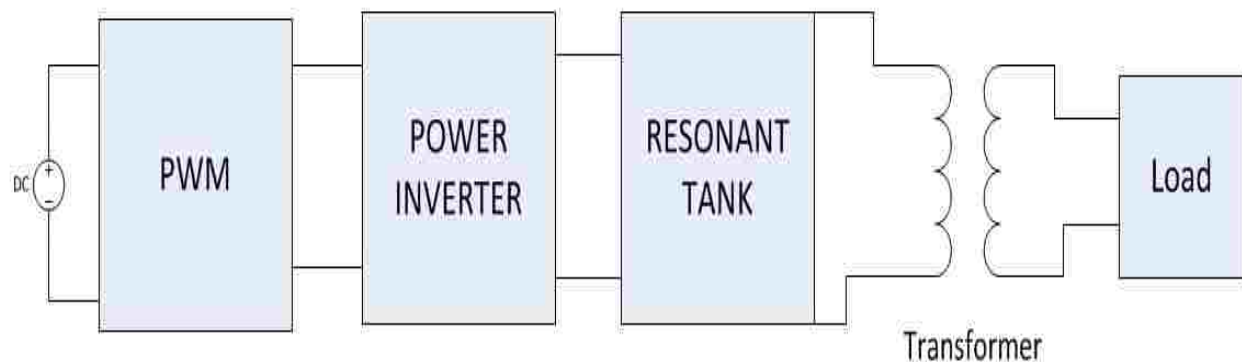 DC
+
−
PWM
POWER
INVERTER
RESONANT
TANK
Load
Transformer